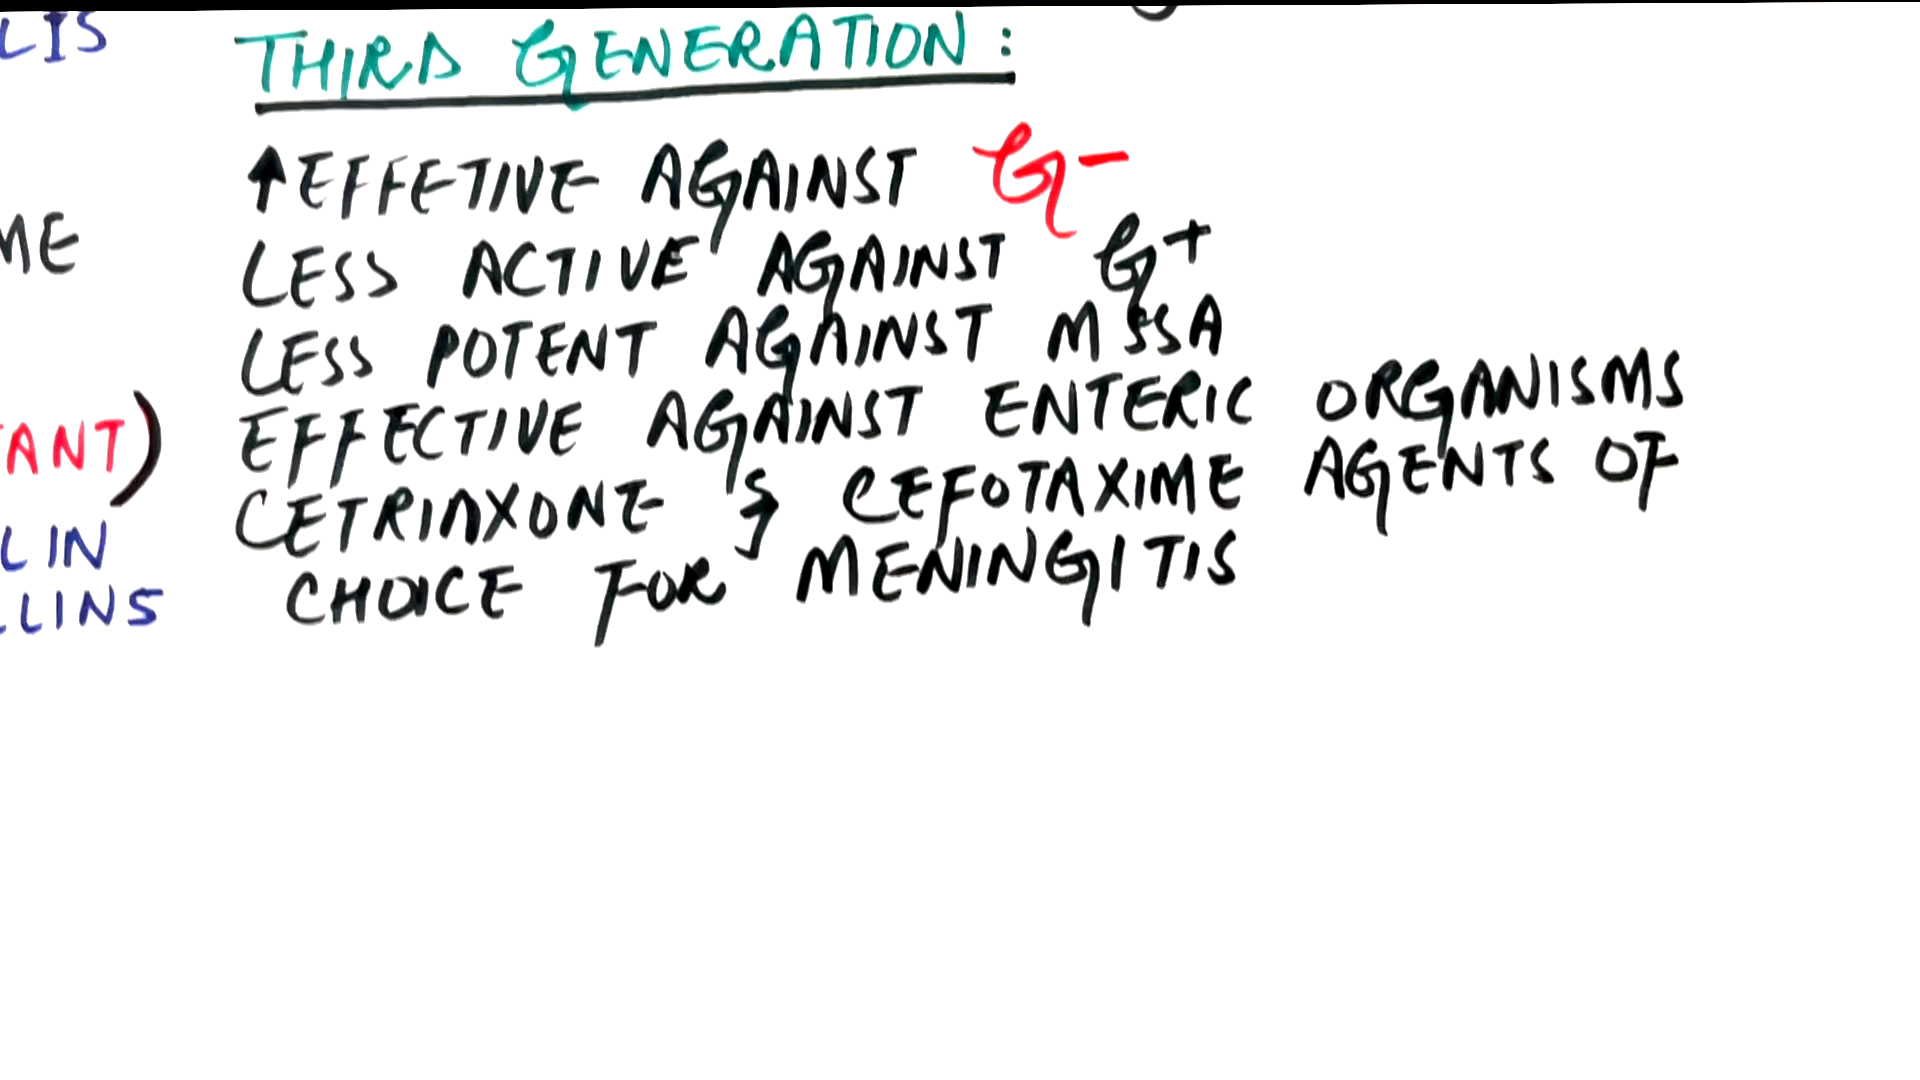 LIS
THIRD GENERATION:
↑EFFETIVE AGAINST G-
ME
LESS ACTIVE AGAINST G+
LESS POTENT AGAINST MSSA
ANT)
EFFECTIVE AGAINST ENTERIC ORGANISMS
LIN
CETRIAXONE & CEFOTAXIME AGENTS OF
LLINS
CHOICE FOR MENINGITIS